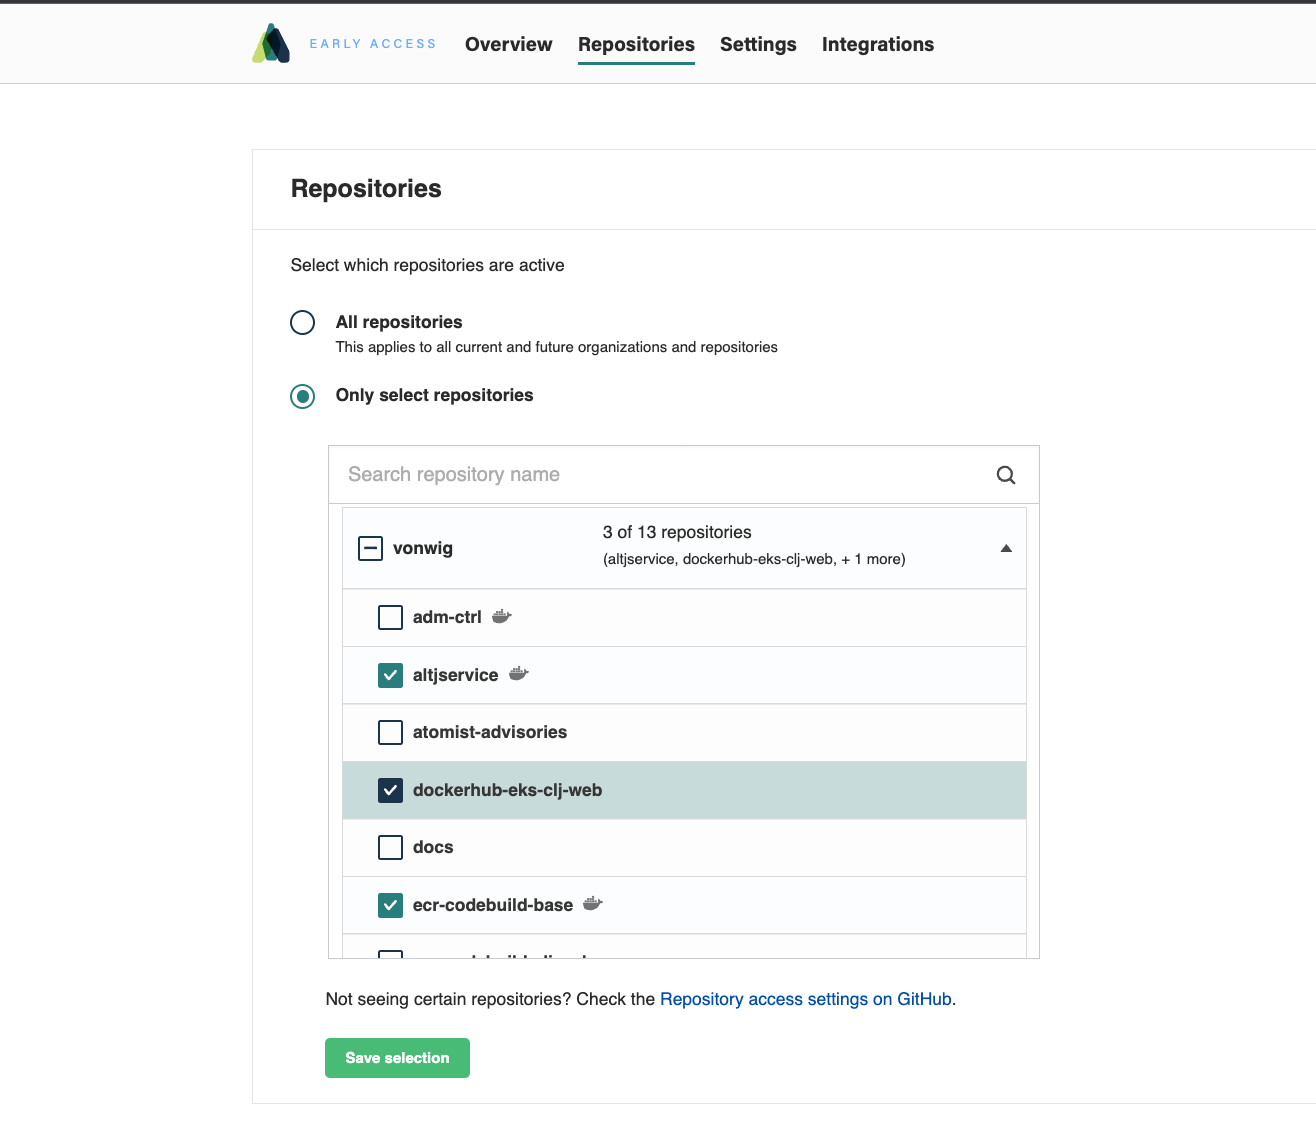 EARLY ACCESS Overview Repositories Settings Integrations
Repositories
Select which repositories are active
All repositories
This applies to all current and future organizations and repositories
Only select repositories
Search repository name
vonwig
3 of 13 repositories
(altjservice, dockerhub-eks-clj-web, + 1 more)
adm-ctrl
altjservice
atomist-advisories
dockerhub-eks-clj-web
docs
ecr-codebuild-base
Not seeing certain repositories? Check the Repository access settings on GitHub.
Save selection